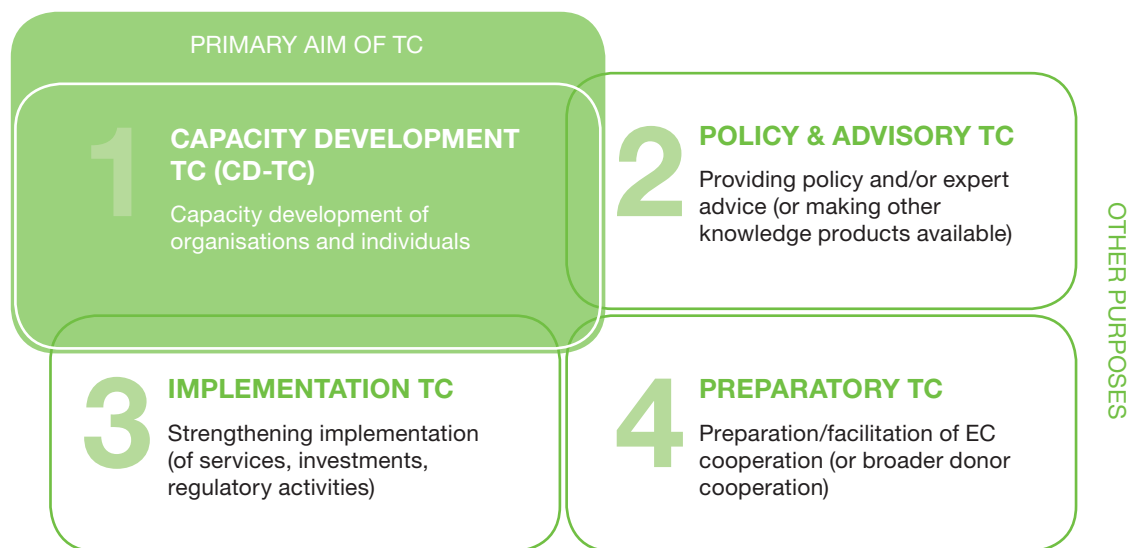 PRIMARY AIM OF TC
1
CAPACITY DEVELOPMENT
TC (CD-TC)
Capacity development of
organisations and individuals
2
POLICY & ADVISORY TC
Providing policy and/or expert
advice (or making other
knowledge products available)
3
IMPLEMENTATION TC
Strengthening implementation
(of services, investments,
regulatory activities)
4
PREPARATORY TC
Preparation/facilitation of EC
cooperation (or broader donor
cooperation)
OTHER PURPOSES